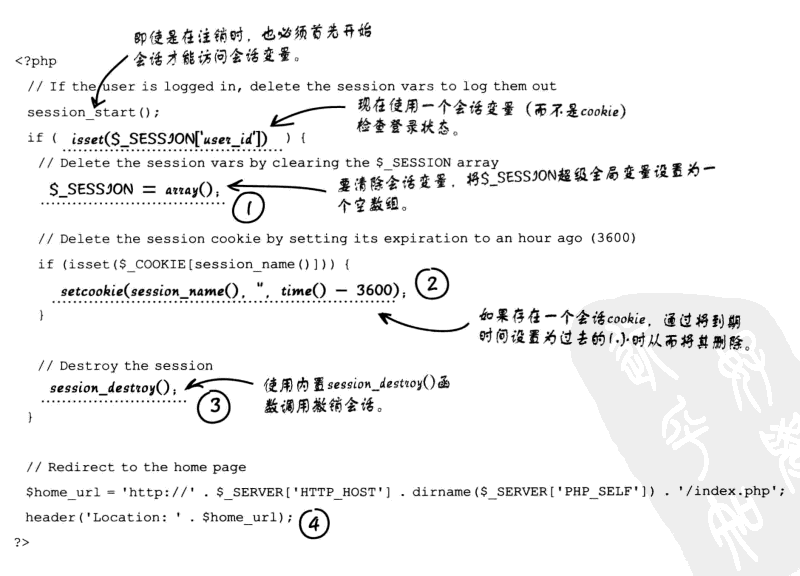 即使是在注销时，也必须首先开始
会话才能访问会话变量。
<?php
// If the user is logged in, delete the session vars to log them out
session_start();
现在使用一个会话变量（而不是cookie）
检查登录状态。
if ( isset($_SESSION['user_id']) ) {
// Delete the session vars by clearing the $_SESSION array
$_SESSION = array();
要清除会话变量，将$_SESSION超级全局变量设置为一
个空数组。
1
// Delete the session cookie by setting its expiration to an hour ago (3600)
if (isset($_COOKIE[session_name()])) {
setcookie(session_name(), '', time() - 3600);
2
}
如果存在一个会话cookie，通过将到期
时间设置为过去的1小时从而将其删除。
// Destroy the session
session_destroy();
3
使用内置session_destroy()函
数调用撤销会话。
}
// Redirect to the home page
$home_url = 'http://' . $_SERVER['HTTP_HOST'] . dirname($_SERVER['PHP_SELF']) . '/index.php';
header('Location: ' . $home_url);
4
?>